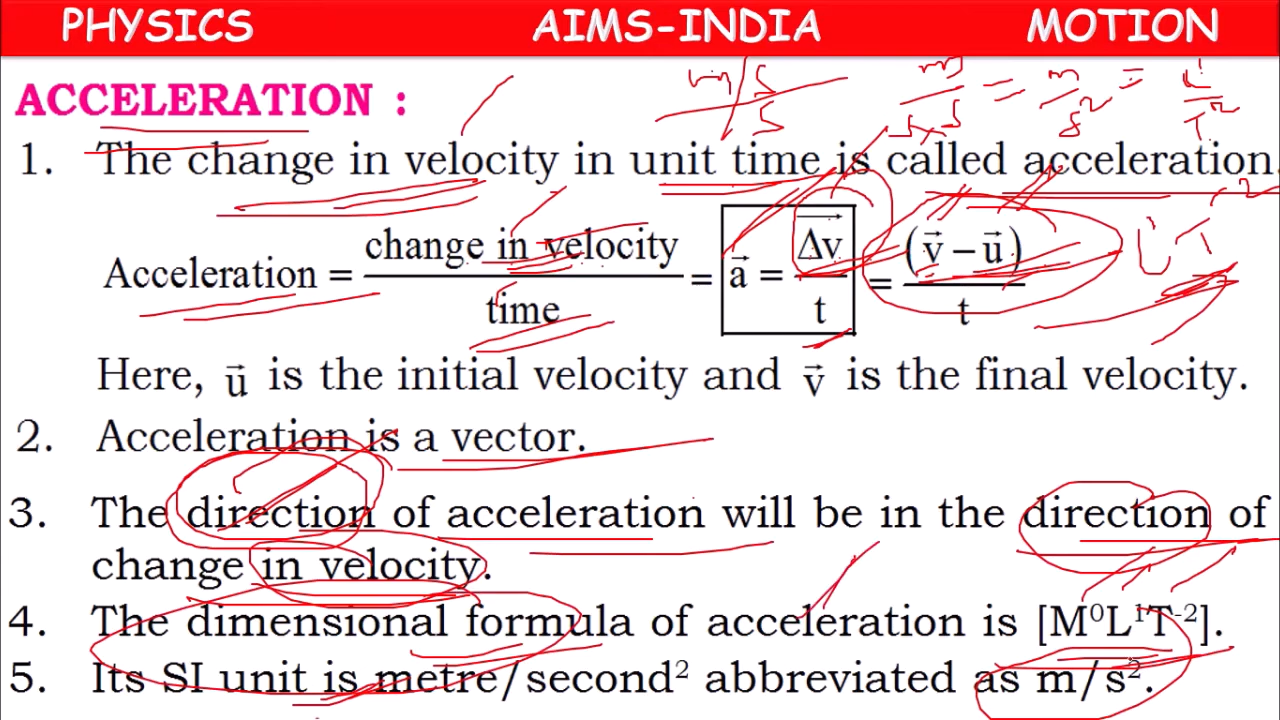 PHYSICS AIMS-INDIA MOTION
ACCELERATION :
m/s/s m/s×s = m/s² = L¹/T²
1. The change in velocity in unit time is called acceleration.
Acceleration = change in velocity / time = a⃗ = Δv⃗ / t = (v⃗ − u⃗) / t
Here, u⃗ is the initial velocity and v⃗ is the final velocity.
2. Acceleration is a vector.
3. The direction of acceleration will be in the direction of
change in velocity.
4. The dimensional formula of acceleration is [M⁰L¹T⁻²].
5. Its SI unit is metre/second² abbreviated as m/s².